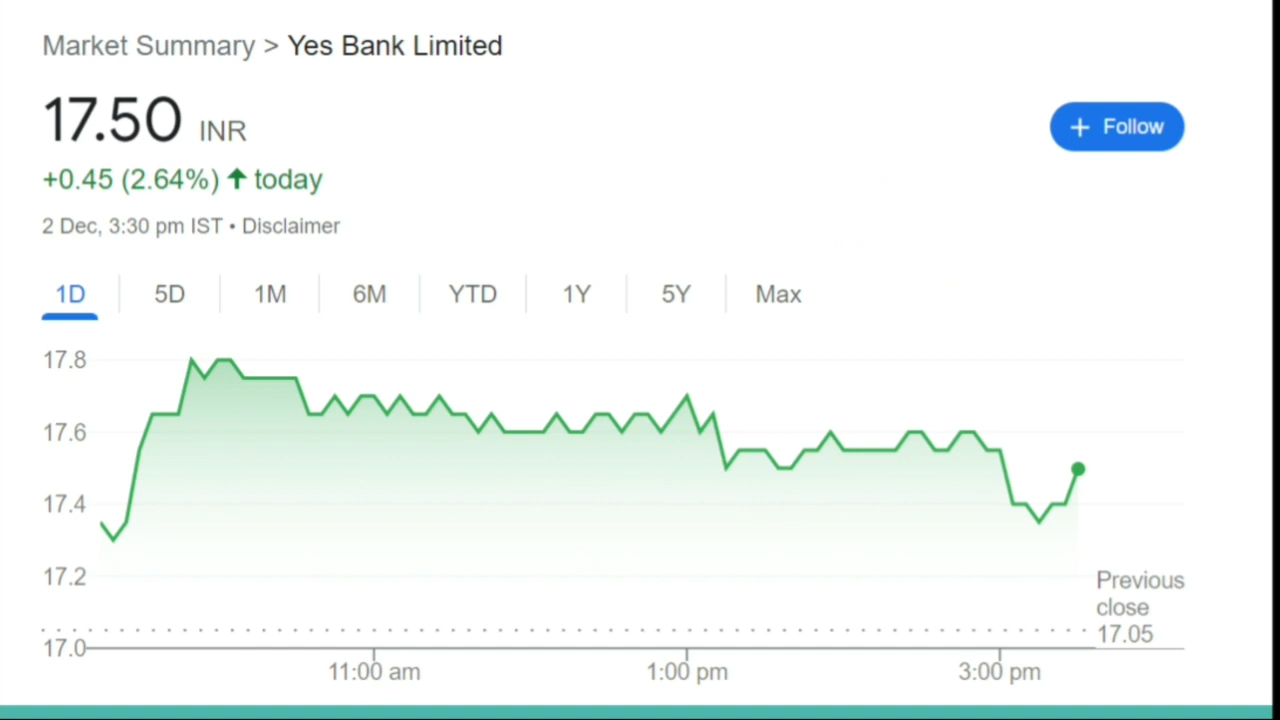 Market Summary > Yes Bank Limited
17.50 INR
+ Follow
+0.45 (2.64%) ↑ today
2 Dec, 3:30 pm IST • Disclaimer
1D 5D 1M 6M YTD 1Y 5Y Max
17.8
17.6
17.4
17.2
17.0
Previous
close
17.05
11:00 am 1:00 pm 3:00 pm